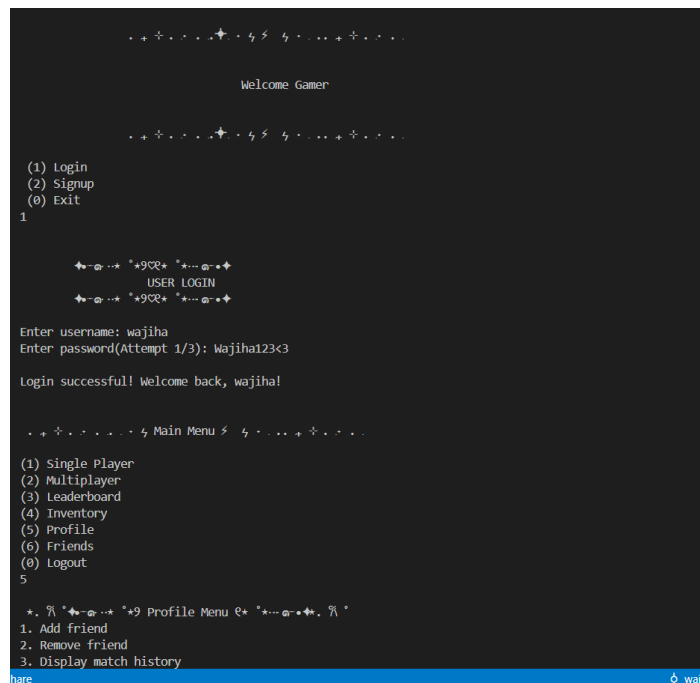 Welcome Gamer
(1) Login
(2) Signup
(0) Exit
1
USER LOGIN
Enter username: wajiha
Enter password(Attempt 1/3): Wajiha123<3
Login successful! Welcome back, wajiha!
Main Menu
(1) Single Player
(2) Multiplayer
(3) Leaderboard
(4) Inventory
(5) Profile
(6) Friends
(0) Logout
5
Profile Menu
1. Add friend
2. Remove friend
3. Display match history
hare